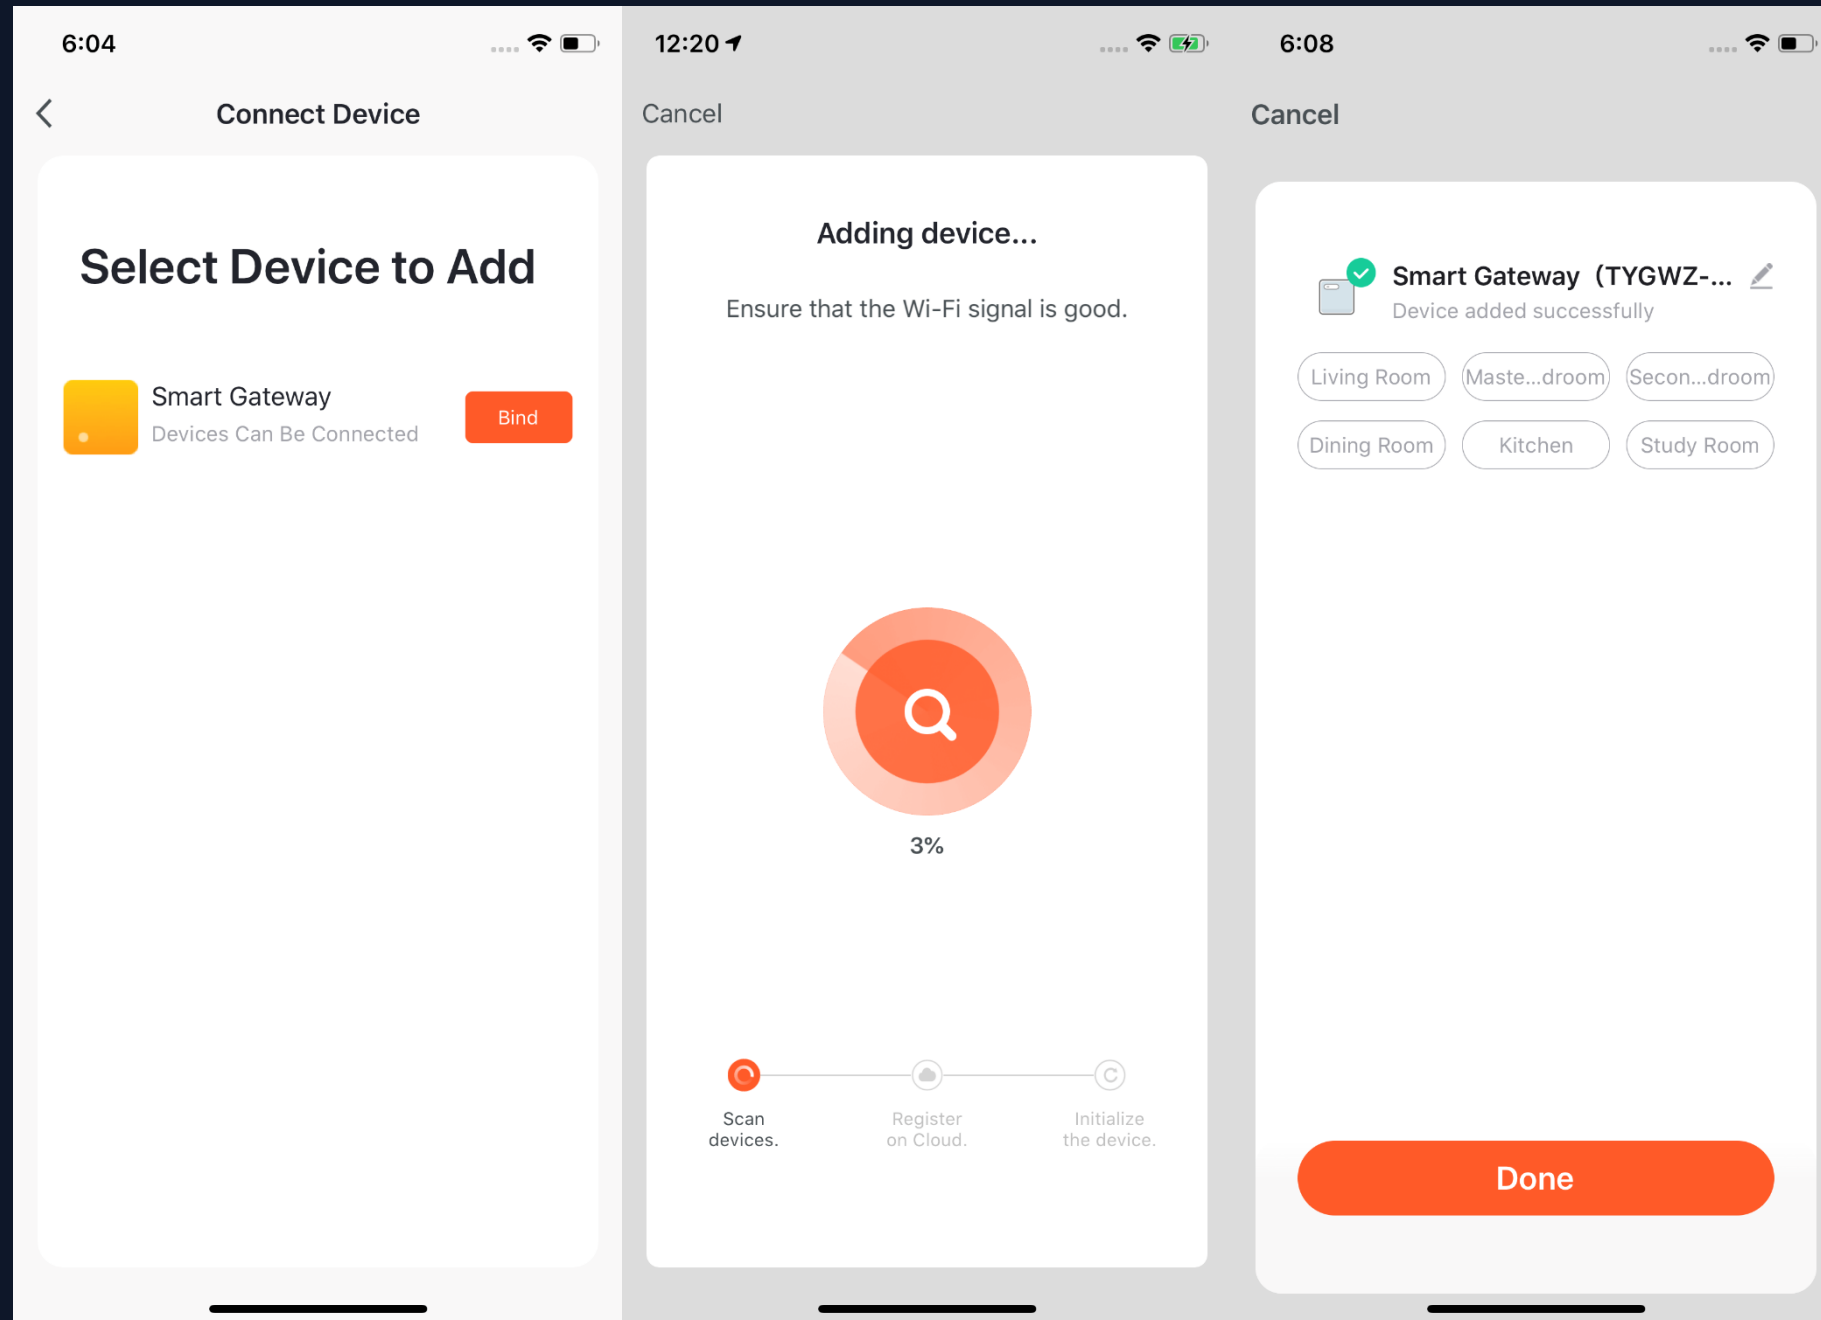 6:04
Connect Device
Select Device to Add
Smart Gateway
Devices Can Be Connected
Bind
12:20
Cancel
Adding device...
Ensure that the Wi-Fi signal is good.
3%
Scan
devices.
Register
on Cloud.
Initialize
the device.
6:08
Cancel
Smart Gateway（TYGWZ-...
Device added successfully
Living Room
Maste...droom
Secon...droom
Dining Room
Kitchen
Study Room
Done